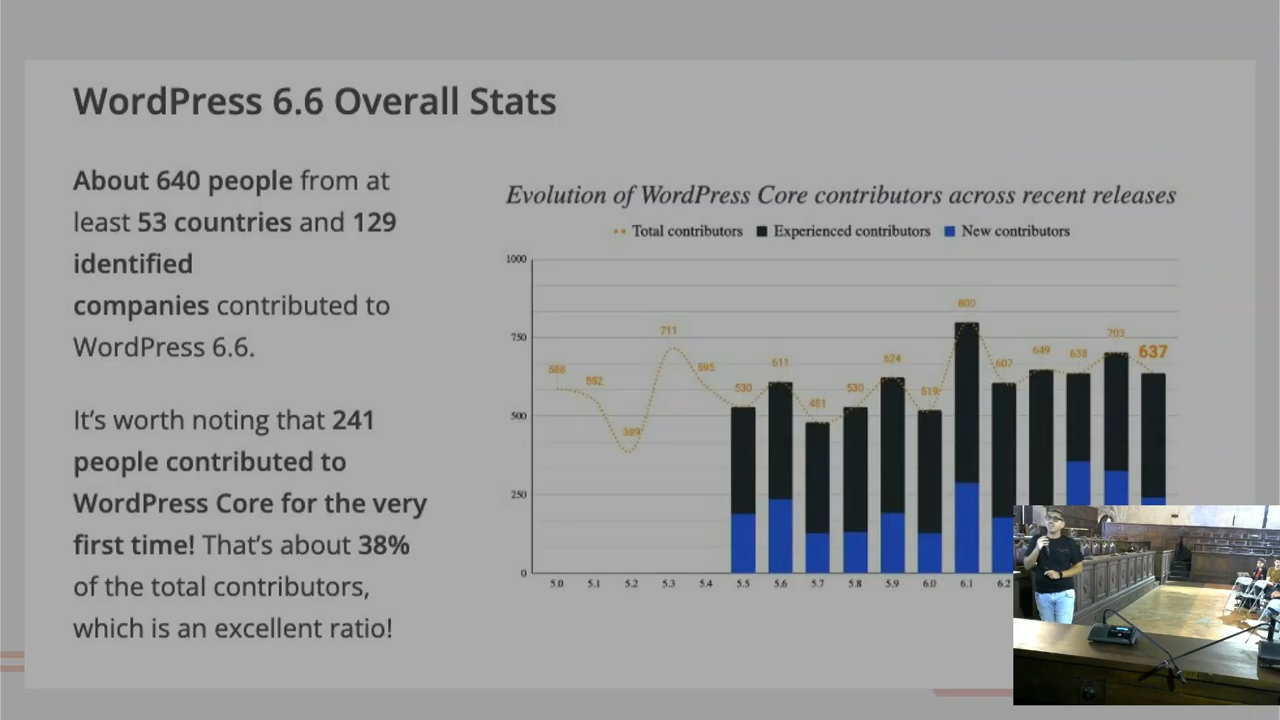 WordPress 6.6 Overall Stats
About 640 people from at
least 53 countries and 129
identified
companies contributed to
WordPress 6.6.
It's worth noting that 241
people contributed to
WordPress Core for the very
first time! That's about 38%
of the total contributors,
which is an excellent ratio!
Evolution of WordPress Core contributors across recent releases
Total contributors Experienced contributors New contributors
1000
750
500
250
0
588
552
389
711
595
530
611
481
530
624
519
800
607
649
638
703
637
5.0 5.1 5.2 5.3 5.4 5.5 5.6 5.7 5.8 5.9 6.0 6.1 6.2